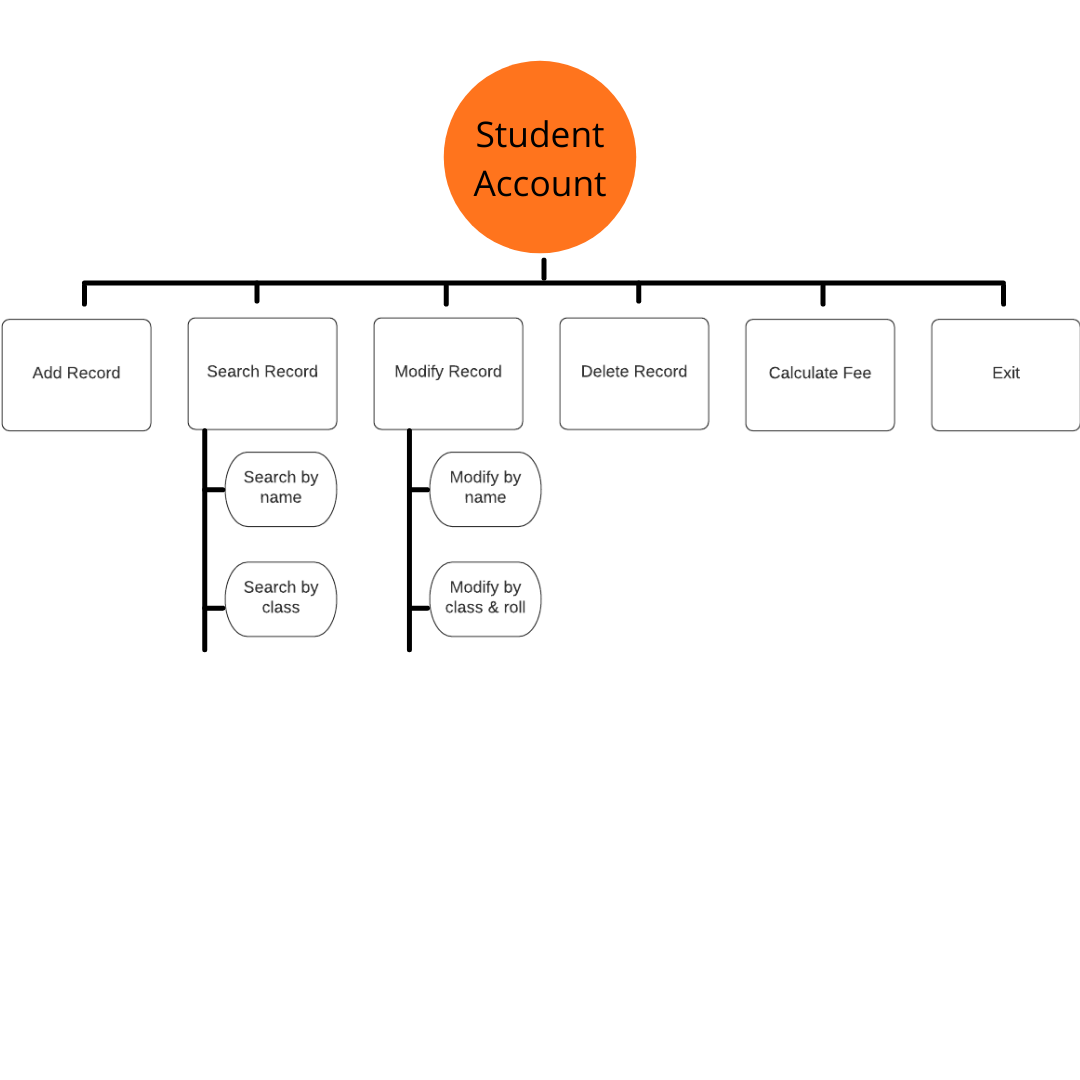 Student
Account
Add Record
Search Record
Modify Record
Delete Record
Calculate Fee
Exit
Search by
name
Search by
class
Modify by
name
Modify by
class & roll